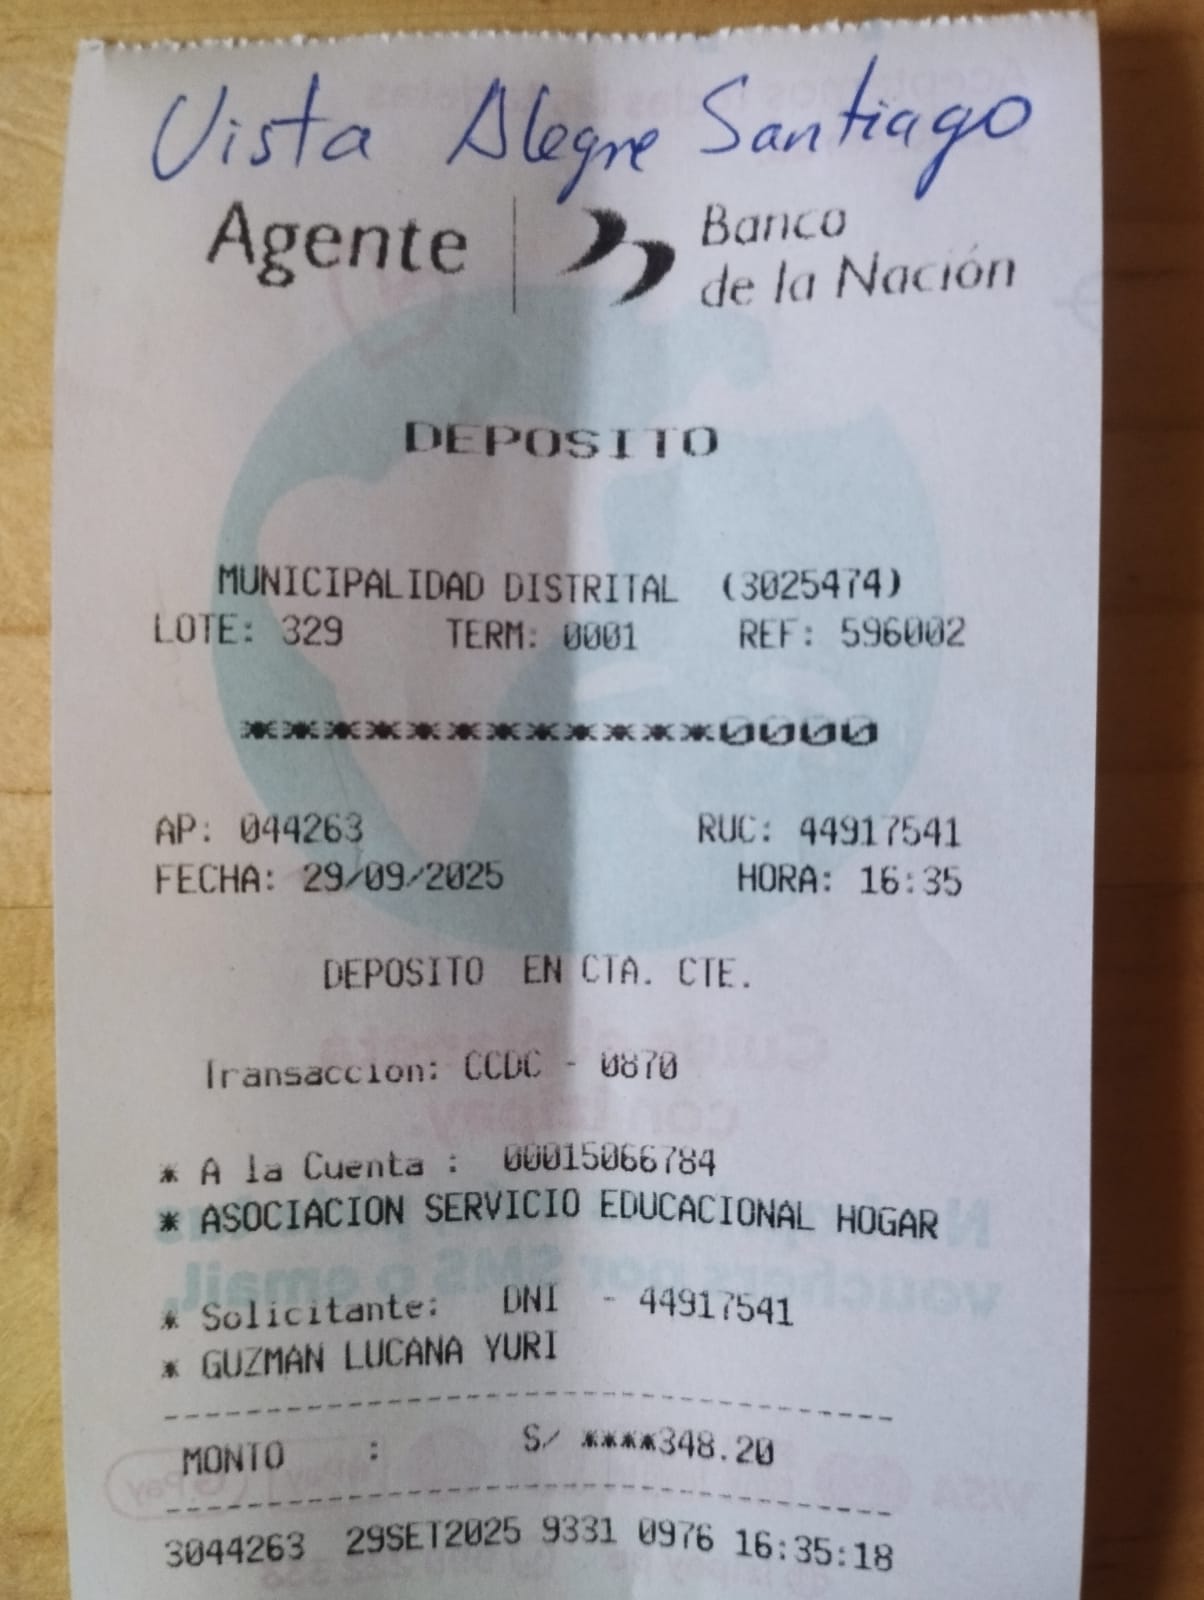 Vista Alegre Santiago
Agente | Banco de la Nación
DEPOSITO
MUNICIPALIDAD DISTRITAL (3025474)
LOTE: 329 TERM: 0001 REF: 596002
************0000
AP: 044263 RUC: 44917541
FECHA: 29/09/2025 HORA: 16:35
DEPOSITO EN CTA. CTE.
Transaccion: CCDC - 0870
* A la Cuenta : 00015066784
* ASOCIACION SERVICIO EDUCACIONAL HOGAR
* Solicitante: DNI - 44917541
* GUZMAN LUCANA YURI
MONTO : S/ ****348.20
3044263 29SET2025 9331 0976 16:35:18